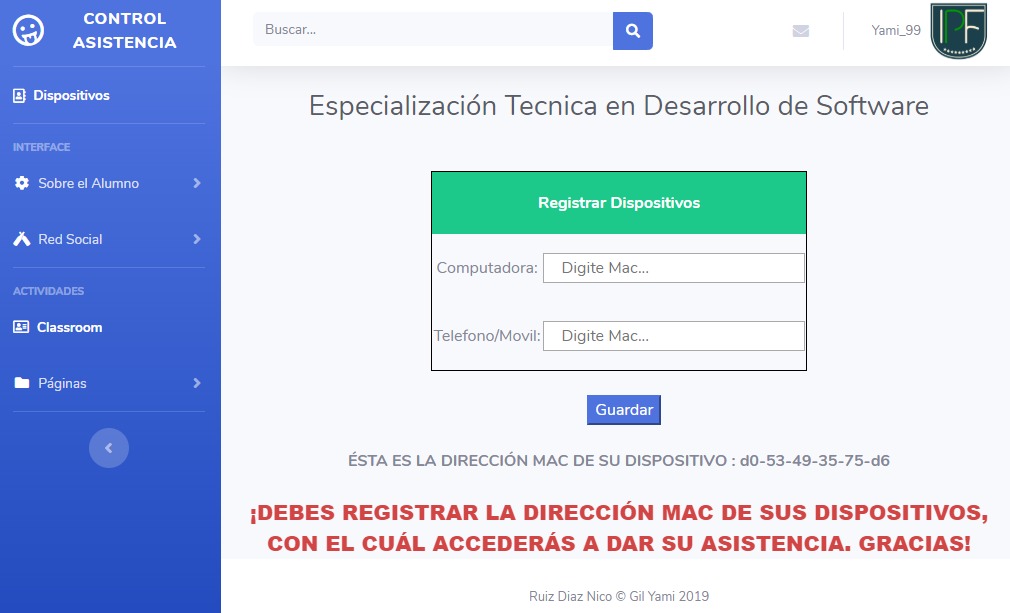 CONTROL
ASISTENCIA
Buscar...
Yami_99
IPF
Dispositivos
INTERFACE
Sobre el Alumno
Red Social
ACTIVIDADES
Classroom
Páginas
Especialización Tecnica en Desarrollo de Software
Registrar Dispositivos
Computadora: Digite Mac...
Telefono/Movil: Digite Mac...
Guardar
ÉSTA ES LA DIRECCIÓN MAC DE SU DISPOSITIVO : d0-53-49-35-75-d6
¡DEBES REGISTRAR LA DIRECCIÓN MAC DE SUS DISPOSITIVOS,
CON EL CUÁL ACCEDERÁS A DAR SU ASISTENCIA. GRACIAS!
Ruiz Diaz Nico © Gil Yami 2019